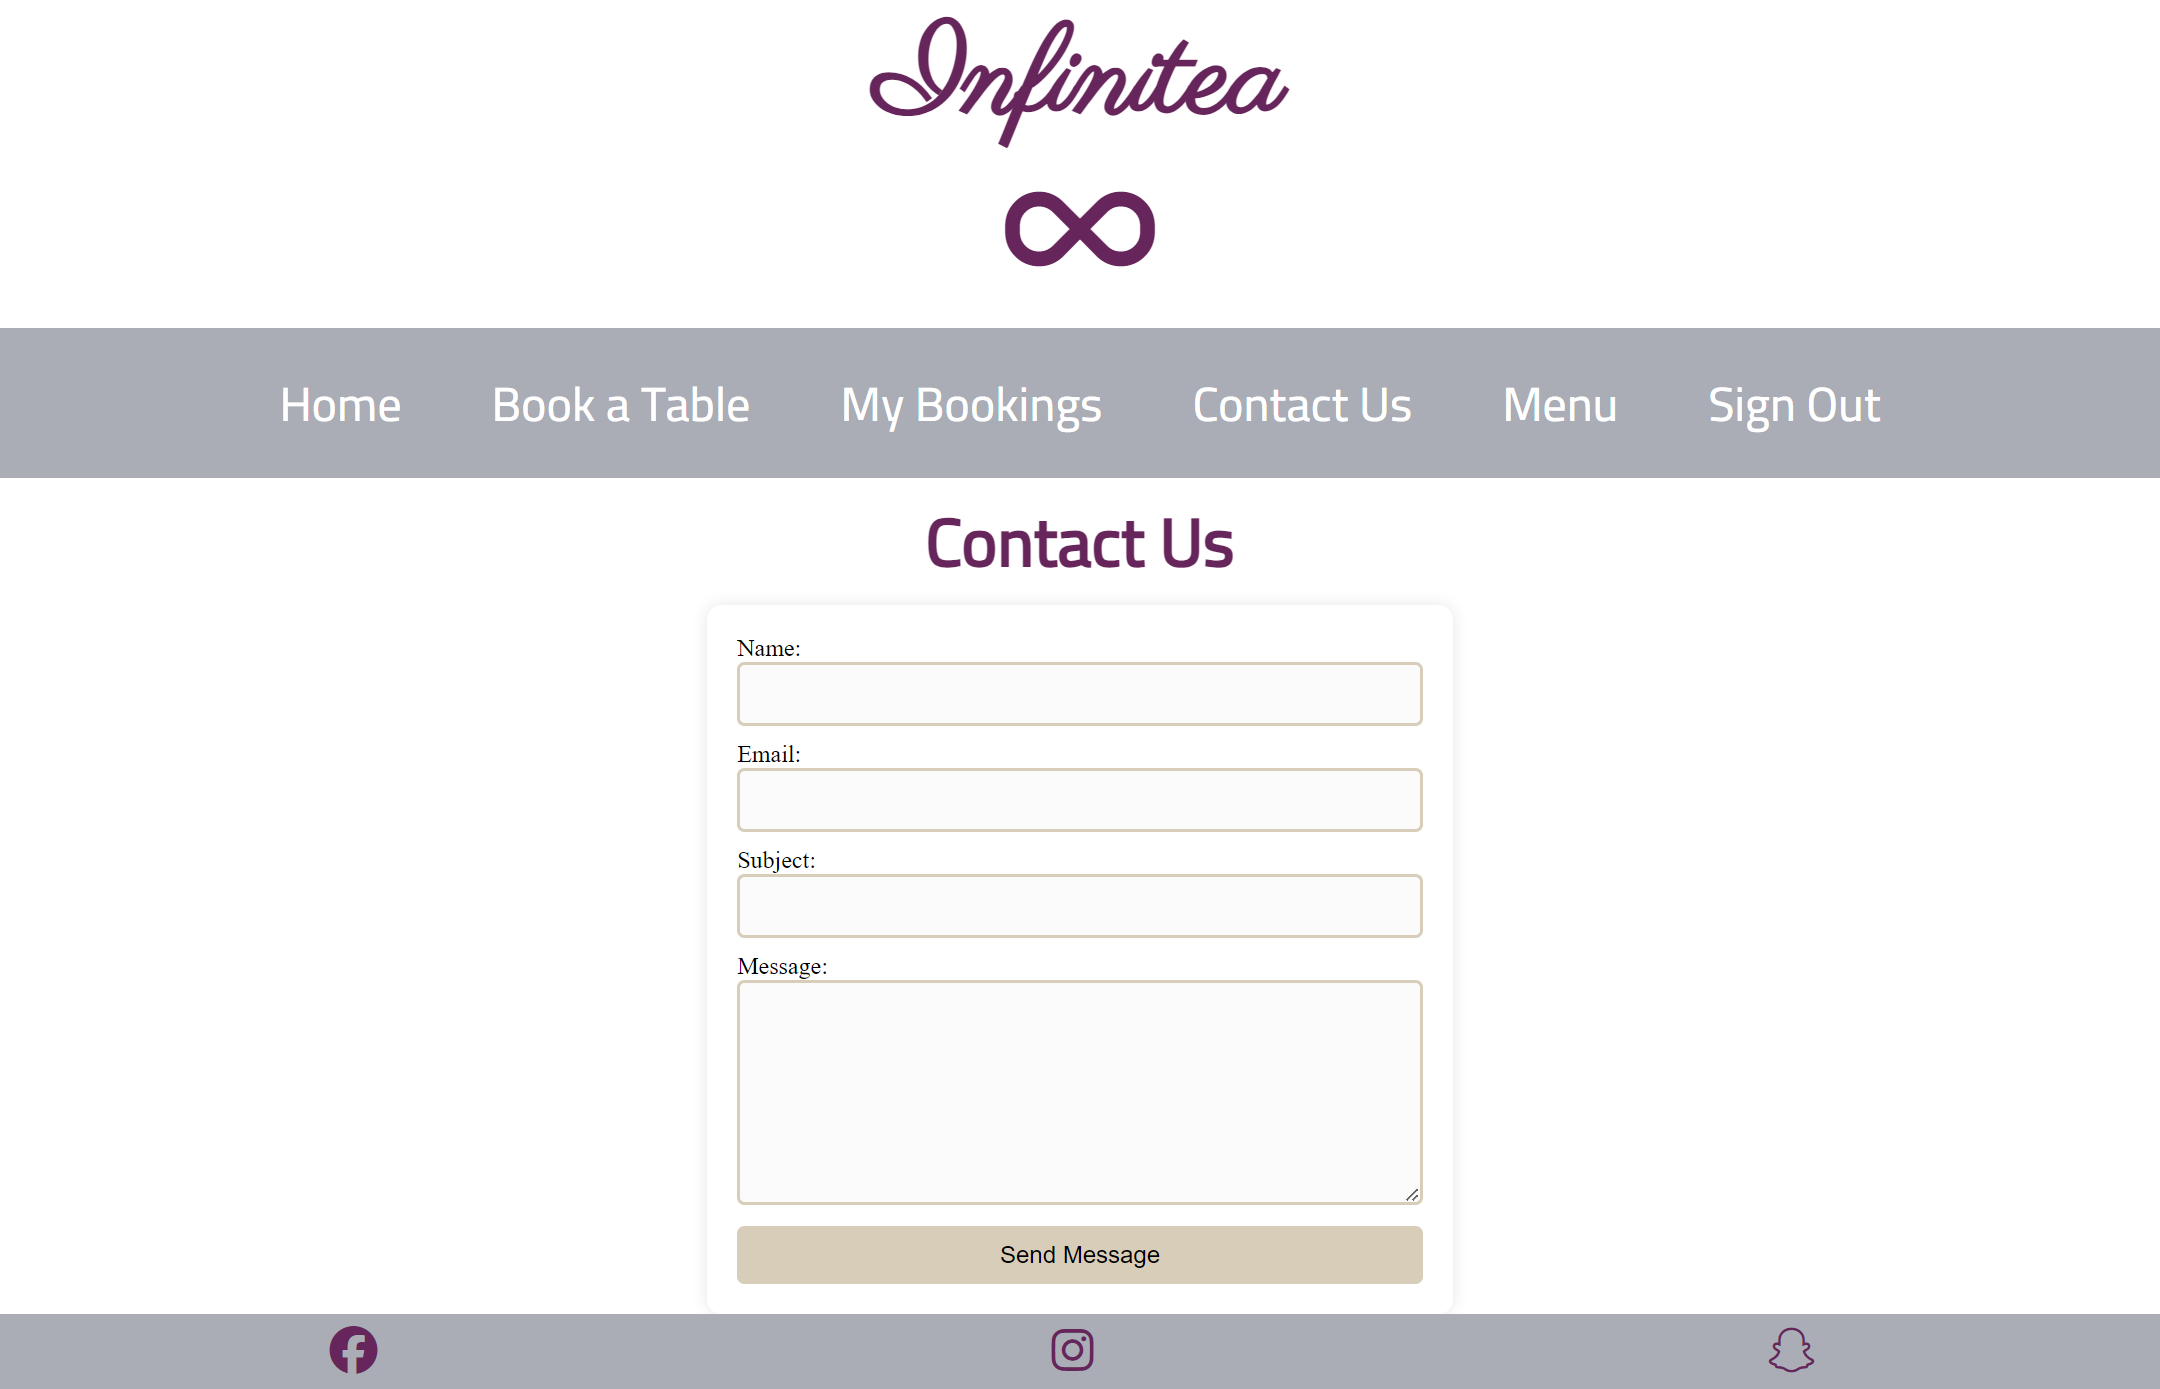 Infinitea
Home Book a Table My Bookings Contact Us Menu Sign Out
Contact Us
Name:
Email:
Subject:
Message:
Send Message